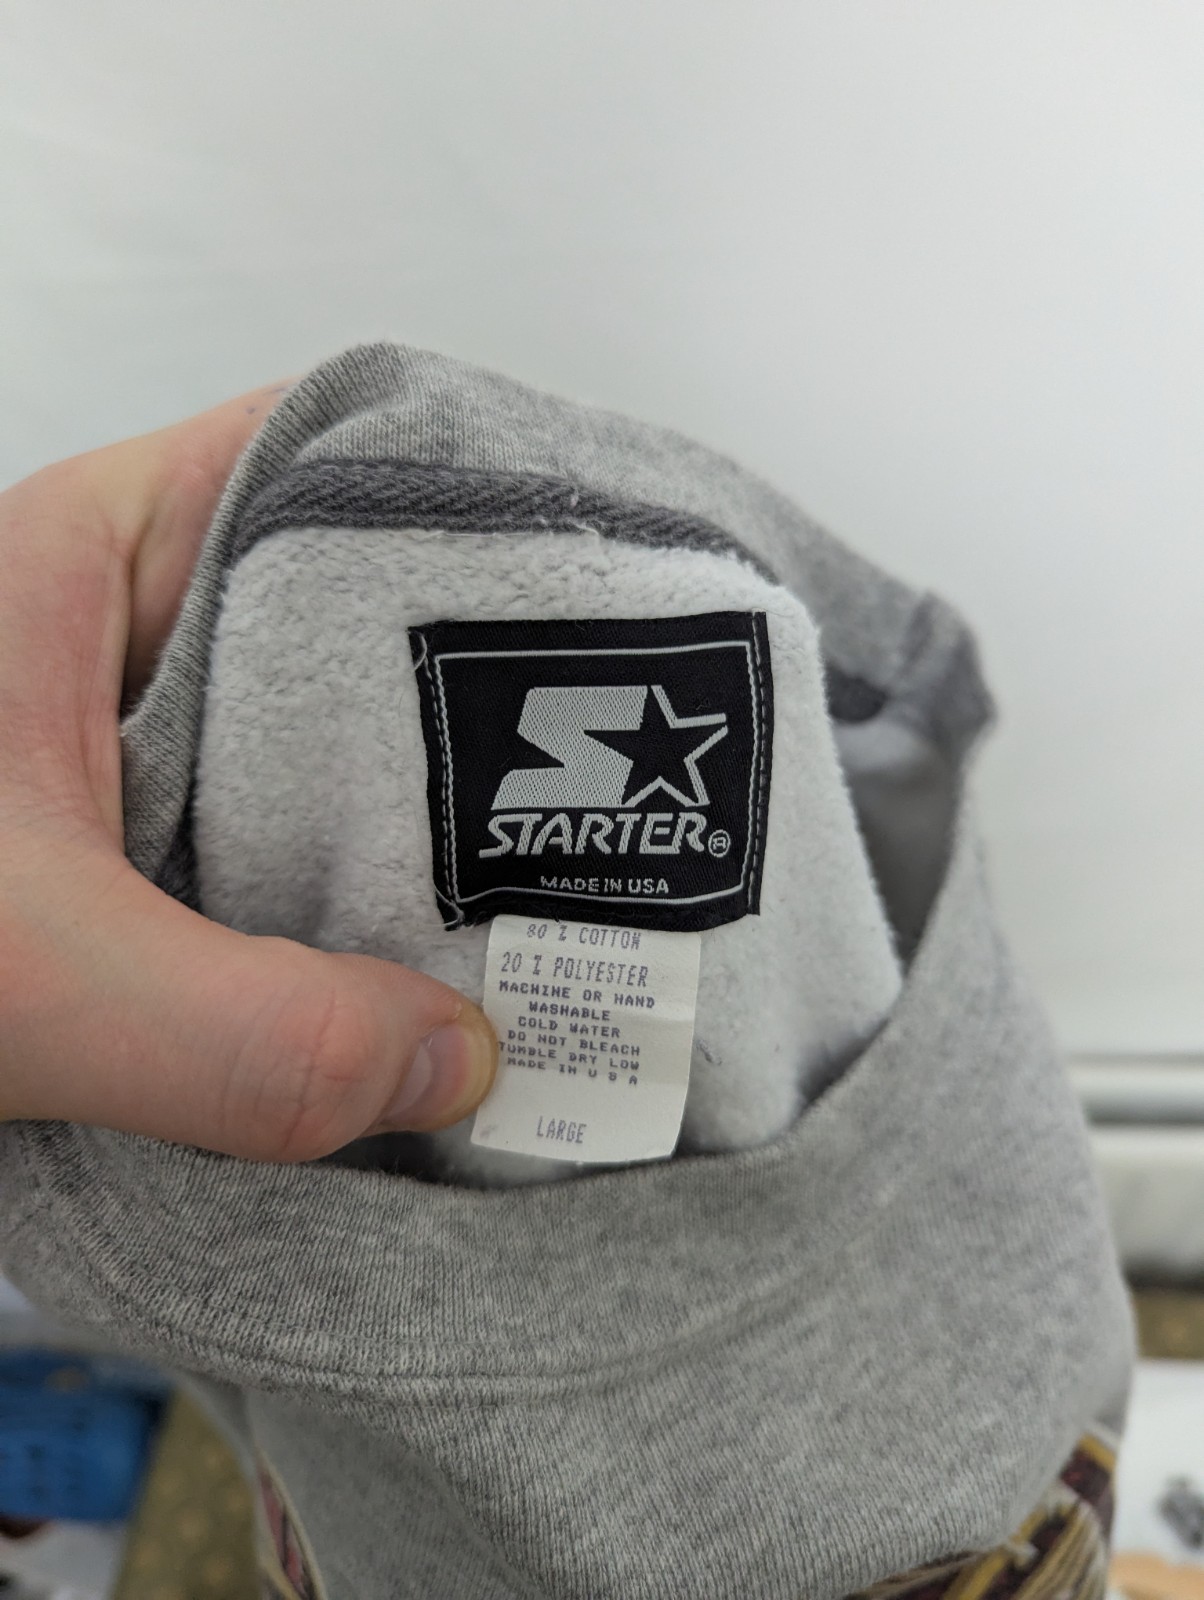 STARTER®
MADE IN USA
80 % COTTON
20 % POLYESTER
MACHINE OR HAND
WASHABLE
COLD WATER
DO NOT BLEACH
TUMBLE DRY LOW
MADE IN U S A
LARGE